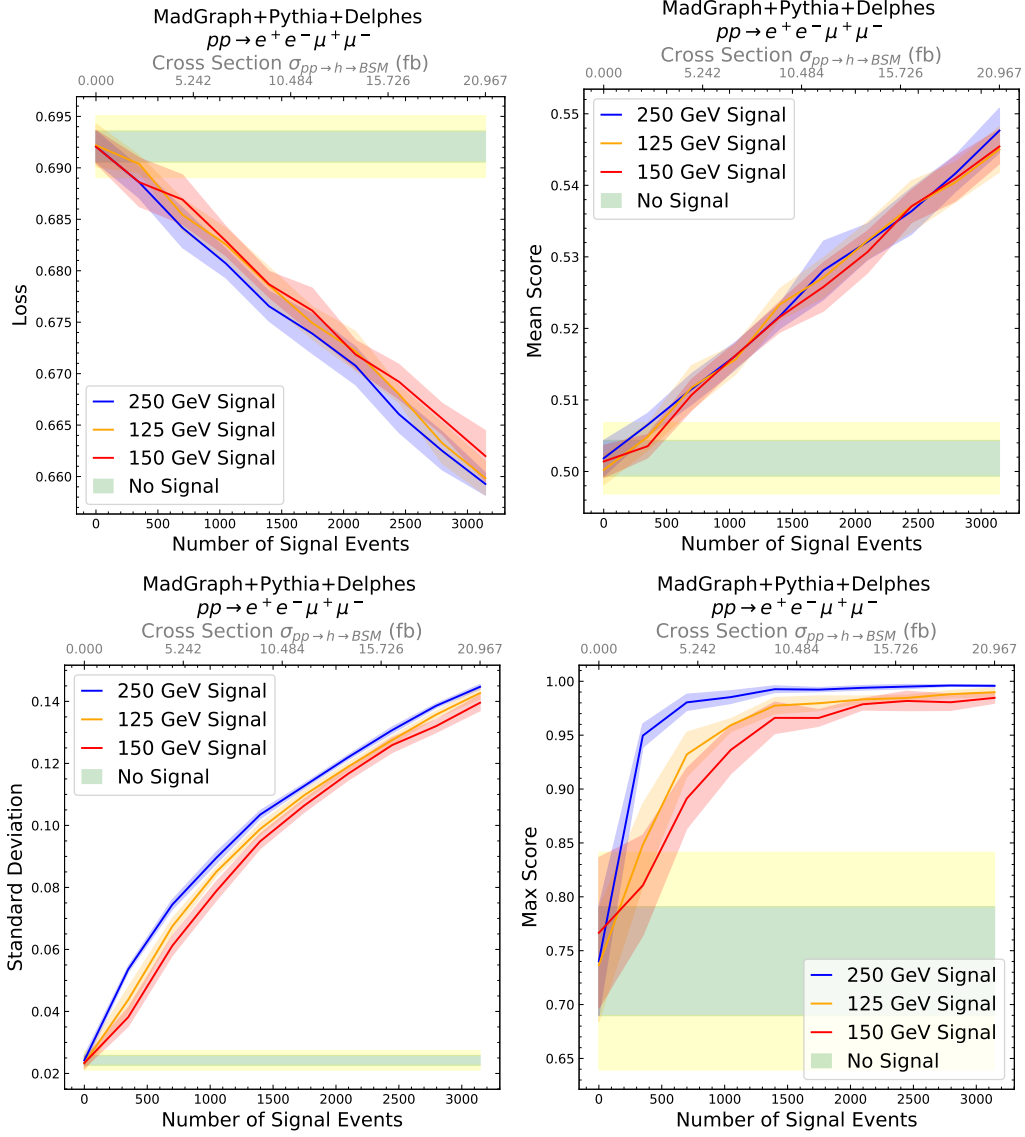 MadGraph+Pythia+Delphes
pp → e⁺e⁻μ⁺μ⁻
Cross Section σ_{pp→h→BSM} (fb)
0.000 5.242 10.484 15.726 20.967
0.695
0.690
0.685
0.680
0.675
0.670
0.665
0.660
Loss
250 GeV Signal
125 GeV Signal
150 GeV Signal
No Signal
0 500 1000 1500 2000 2500 3000
Number of Signal Events
MadGraph+Pythia+Delphes
pp → e⁺e⁻μ⁺μ⁻
Cross Section σ_{pp→h→BSM} (fb)
0.000 5.242 10.484 15.726 20.967
0.55
0.54
0.53
0.52
0.51
0.50
Mean Score
250 GeV Signal
125 GeV Signal
150 GeV Signal
No Signal
0 500 1000 1500 2000 2500 3000
Number of Signal Events
MadGraph+Pythia+Delphes
pp → e⁺e⁻μ⁺μ⁻
Cross Section σ_{pp→h→BSM} (fb)
0.000 5.242 10.484 15.726 20.967
0.14
0.12
0.10
0.08
0.06
0.04
0.02
Standard Deviation
250 GeV Signal
125 GeV Signal
150 GeV Signal
No Signal
0 500 1000 1500 2000 2500 3000
Number of Signal Events
MadGraph+Pythia+Delphes
pp → e⁺e⁻μ⁺μ⁻
Cross Section σ_{pp→h→BSM} (fb)
0.000 5.242 10.484 15.726 20.967
1.00
0.95
0.90
0.85
0.80
0.75
0.70
0.65
Max Score
250 GeV Signal
125 GeV Signal
150 GeV Signal
No Signal
0 500 1000 1500 2000 2500 3000
Number of Signal Events